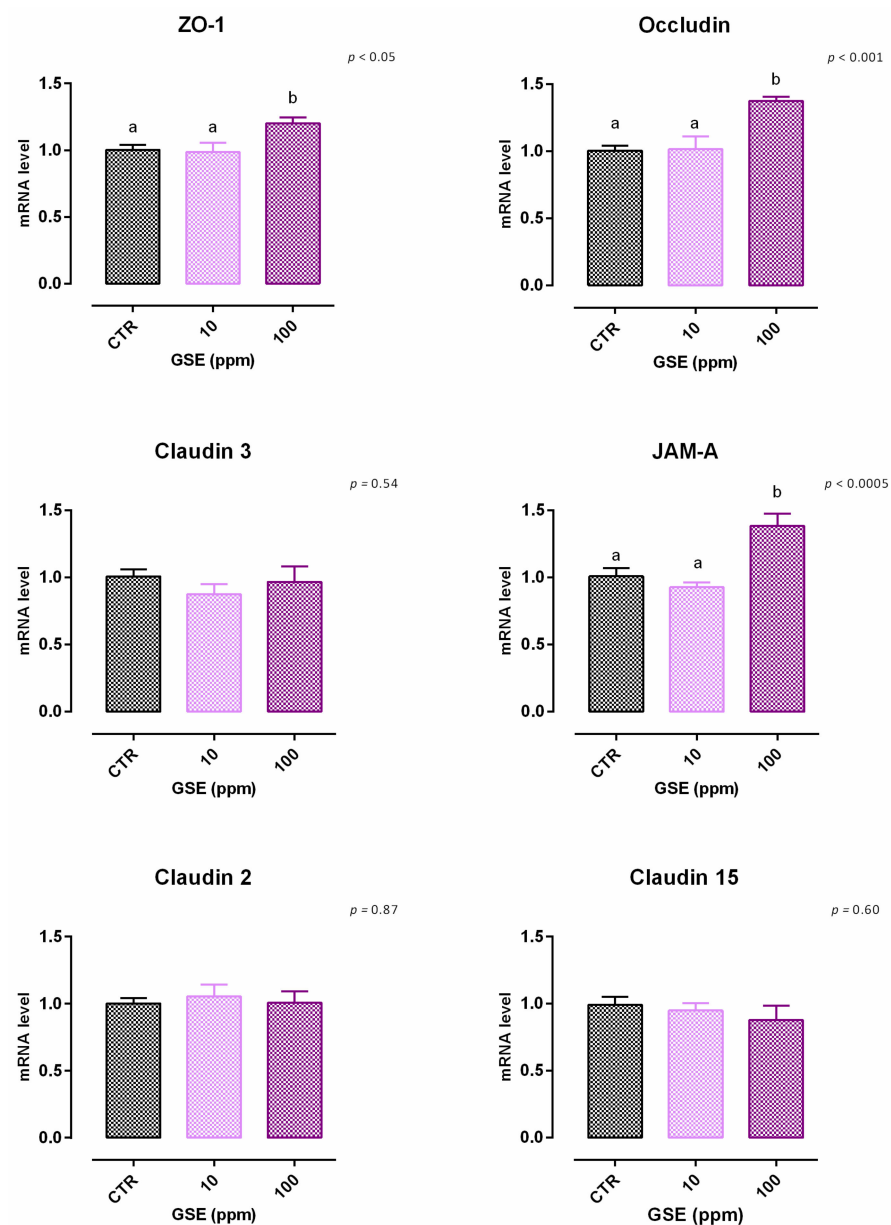 ZO-1
p < 0.05
b
a a
1.5
1.0
0.5
0.0
mRNA level
CTR 10 100
GSE (ppm)
Occludin
p < 0.001
b
a a
1.5
1.0
0.5
0.0
mRNA level
CTR 10 100
GSE (ppm)
Claudin 3
p = 0.54
1.5
1.0
0.5
0.0
mRNA level
CTR 10 100
GSE (ppm)
JAM-A
p < 0.0005
b
a a
1.5
1.0
0.5
0.0
mRNA level
CTR 10 100
GSE (ppm)
Claudin 2
p = 0.87
1.5
1.0
0.5
0.0
mRNA level
CTR 10 100
GSE (ppm)
Claudin 15
p = 0.60
1.5
1.0
0.5
0.0
mRNA level
CTR 10 100
GSE (ppm)